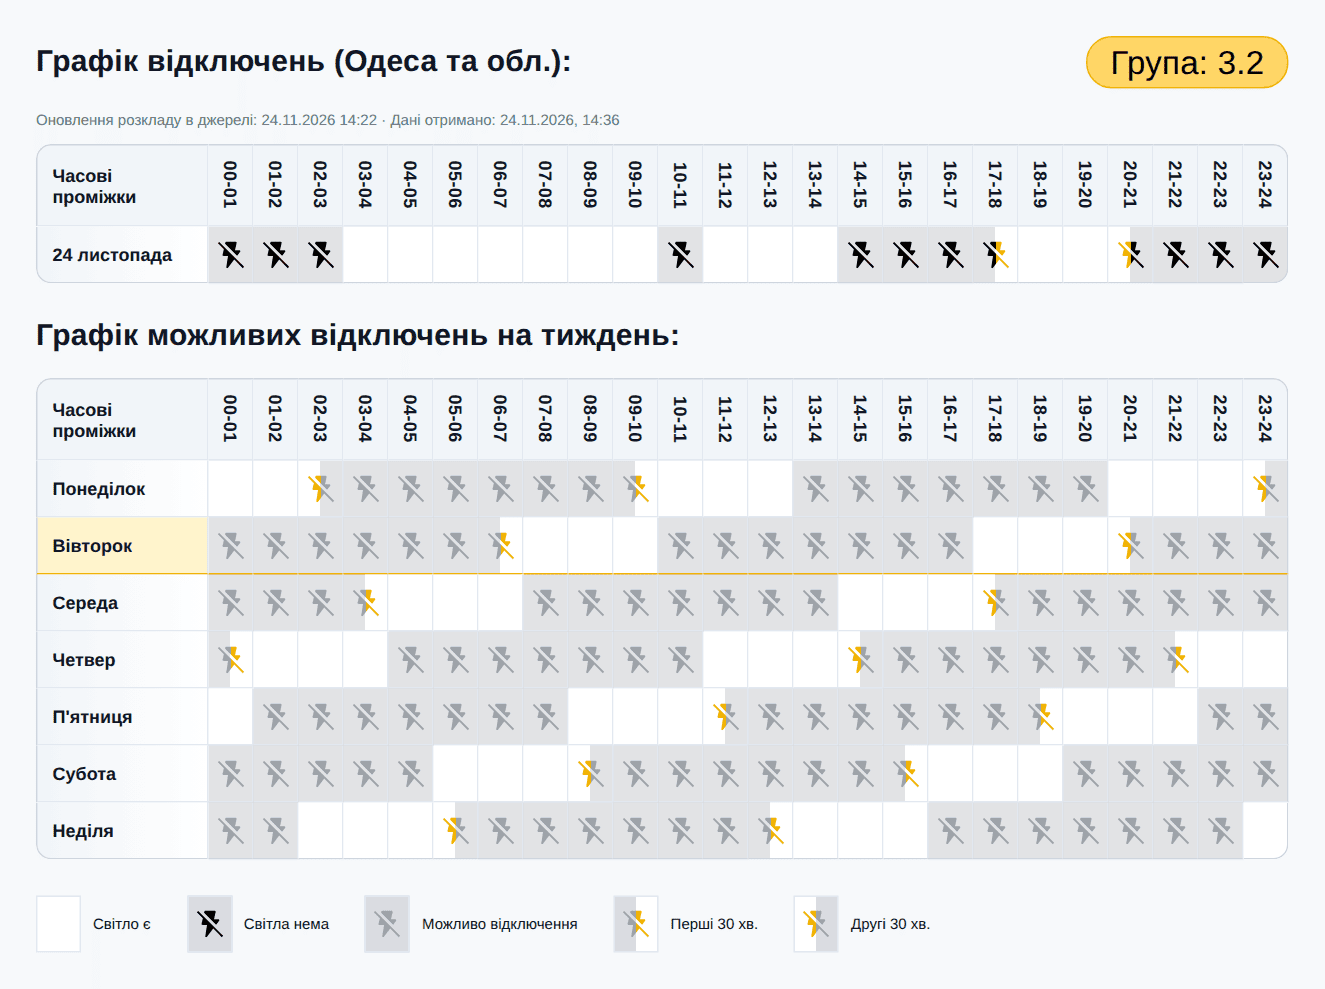 Графік відключень (Одеса та обл.):
Група: 3.2
Оновлення розкладу в джерелі: 24.11.2026 14:22 · Дані отримано: 24.11.2026, 14:36
Часові
проміжки
00-01 01-02 02-03 03-04 04-05 05-06 06-07 07-08 08-09 09-10 10-11 11-12 12-13 13-14 14-15 15-16 16-17 17-18 18-19 19-20 20-21 21-22 22-23 23-24
24 листопада
Графік можливих відключень на тиждень:
Часові
проміжки
00-01 01-02 02-03 03-04 04-05 05-06 06-07 07-08 08-09 09-10 10-11 11-12 12-13 13-14 14-15 15-16 16-17 17-18 18-19 19-20 20-21 21-22 22-23 23-24
Понеділок
Вівторок
Середа
Четвер
П'ятниця
Субота
Неділя
Світло є
Світла нема
Можливо відключення
Перші 30 хв.
Другі 30 хв.